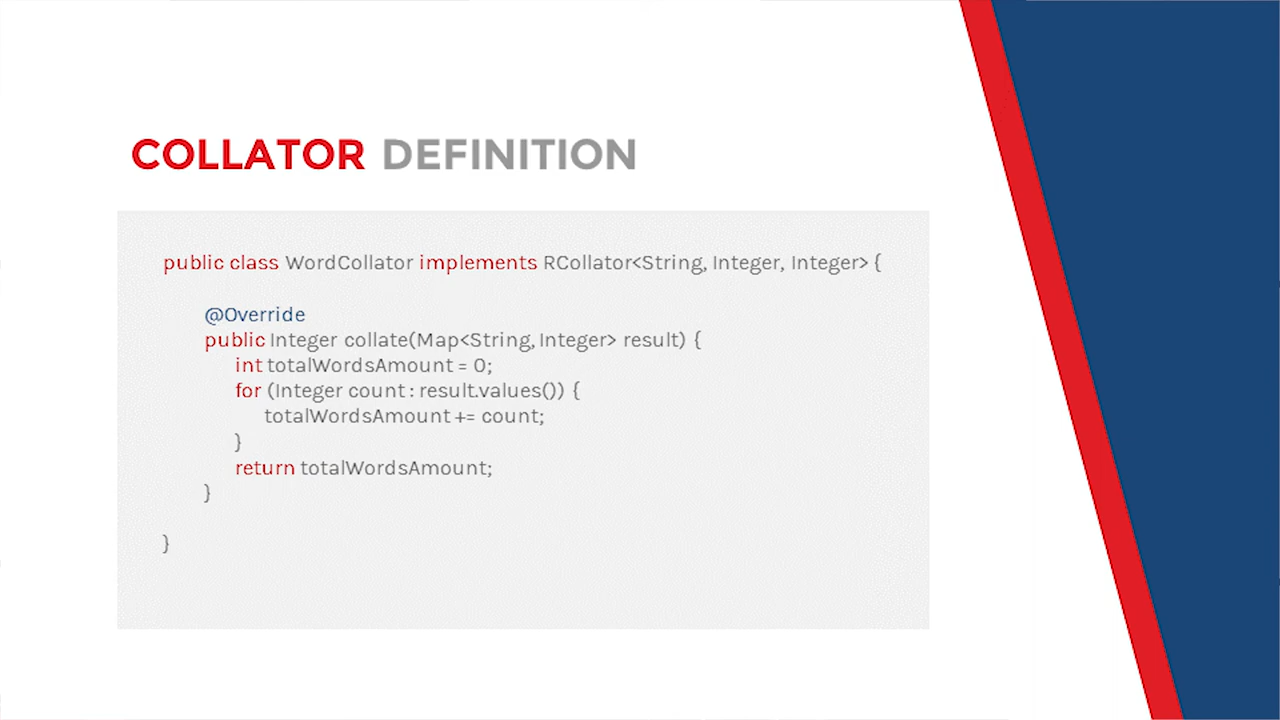 COLLATOR DEFINITION
public class WordCollator implements RCollator<String, Integer, Integer> {
@Override
public Integer collate(Map<String, Integer> result) {
int totalWordsAmount = 0;
for (Integer count : result.values()) {
totalWordsAmount += count;
}
return totalWordsAmount;
}
}